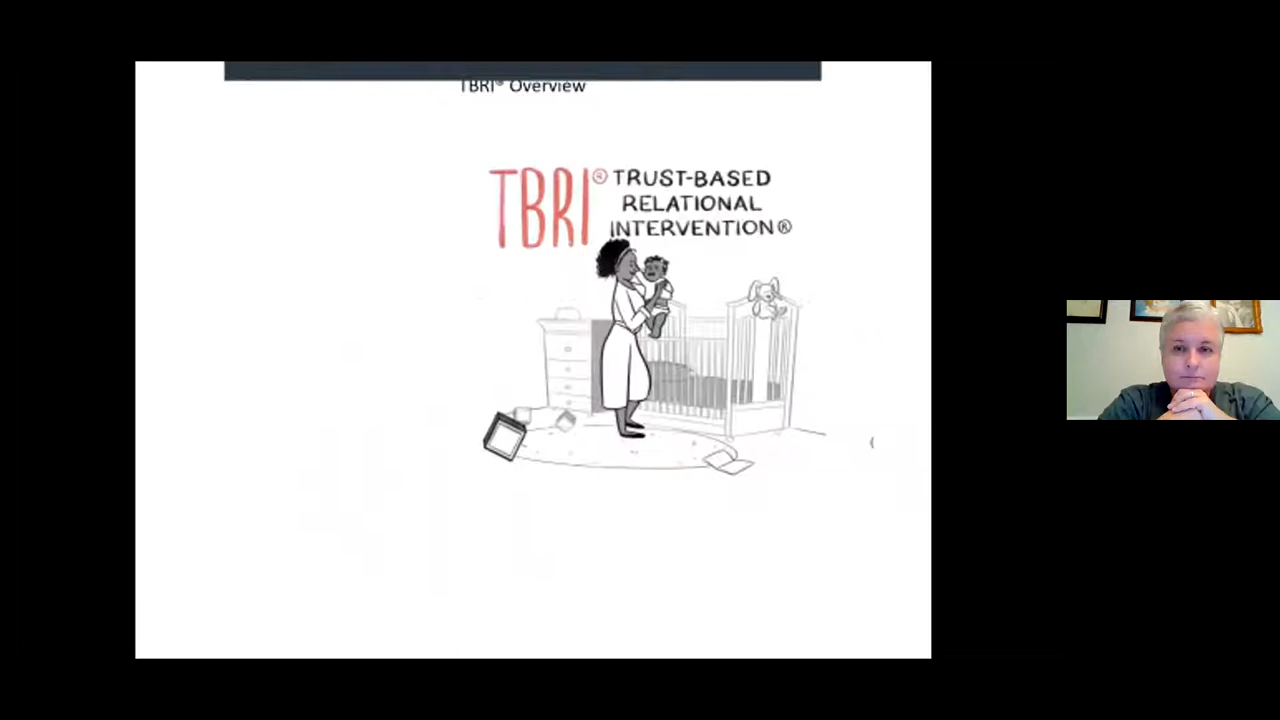 TBRI® Overview
TBRI® TRUST-BASED
RELATIONAL
INTERVENTION®